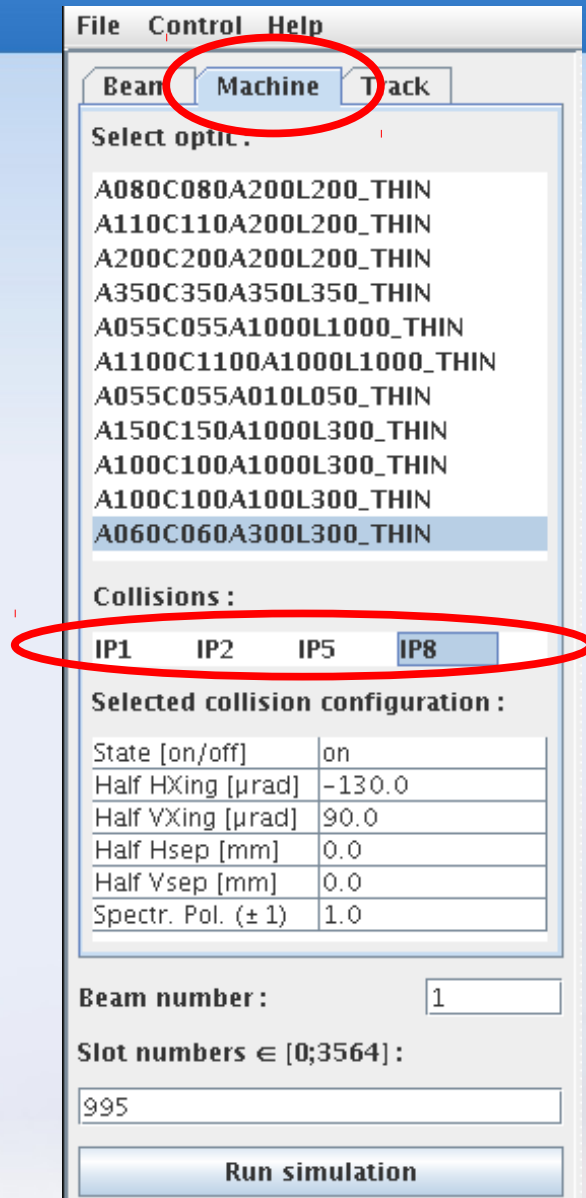 File Control Help
Beam Machine Track
Select optic :
A080C080A200L200_THIN
A110C110A200L200_THIN
A200C200A200L200_THIN
A350C350A350L350_THIN
A055C055A1000L1000_THIN
A1100C1100A1000L1000_THIN
A055C055A010L050_THIN
A150C150A1000L300_THIN
A100C100A1000L300_THIN
A100C100A100L300_THIN
A060C060A300L300_THIN
Collisions :
IP1 IP2 IP5 IP8
Selected collision configuration :
State [on/off] on
Half HXing [μrad] -130.0
Half VXing [μrad] 90.0
Half Hsep [mm] 0.0
Half Vsep [mm] 0.0
Spectr. Pol. (± 1) 1.0
Beam number : 1
Slot numbers ∈ [0;3564] :
995
Run simulation